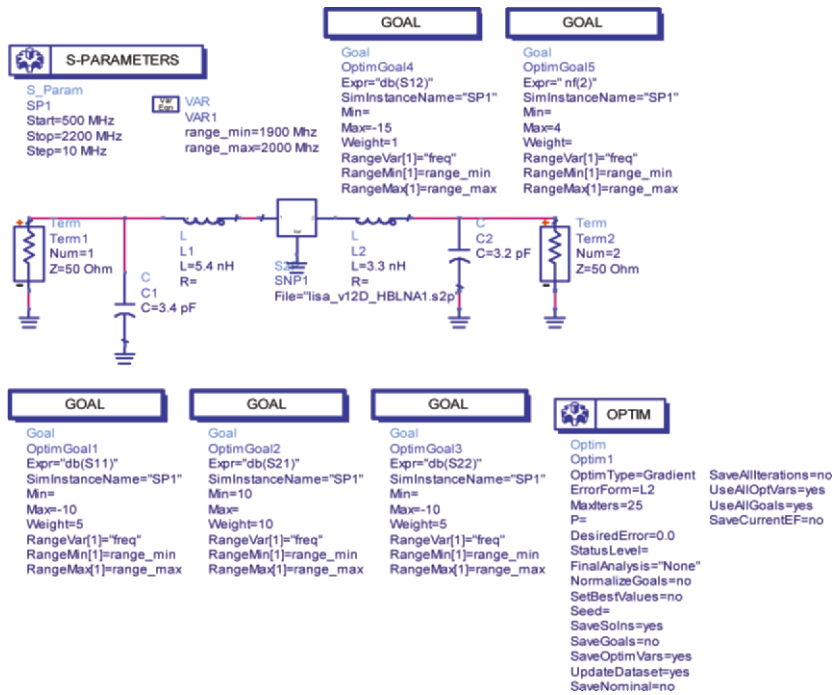 GOAL
Goal
OptimGoal4
Expr="db(S12)"
SimInstanceName="SP1"
Min=
Max=-15
Weight=1
RangeVar[1]="freq"
RangeMin[1]=range_min
RangeMax[1]=range_max
GOAL
Goal
OptimGoal5
Expr=" nf(2)"
SimInstanceName="SP1"
Min=
Max=4
Weight=
RangeVar[1]="freq"
RangeMin[1]=range_min
RangeMax[1]=range_max
S-PARAMETERS
S_Param
SP1
Start=500 MHz
Stop=2200 MHz
Step=10 MHz
Var
Eqn
VAR
VAR1
range_min=1900 Mhz
range_max=2000 Mhz
Term
Term1
Num=1
Z=50 Ohm
C
C1
C=3.4 pF
L
L1
L=5.4 nH
R=
1
2
Ref
SNP1
File="lisa_v12D_HBLNA1.s2p"
L
L2
L=3.3 nH
R=
C
C2
C=3.2 pF
Term
Term2
Num=2
Z=50 Ohm
GOAL
Goal
OptimGoal1
Expr="db(S11)"
SimInstanceName="SP1"
Min=
Max=-10
Weight=5
RangeVar[1]="freq"
RangeMin[1]=range_min
RangeMax[1]=range_max
GOAL
Goal
OptimGoal2
Expr="db(S21)"
SimInstanceName="SP1"
Min=10
Max=
Weight=10
RangeVar[1]="freq"
RangeMin[1]=range_min
RangeMax[1]=range_max
GOAL
Goal
OptimGoal3
Expr="db(S22)"
SimInstanceName="SP1"
Min=
Max=-10
Weight=5
RangeVar[1]="freq"
RangeMin[1]=range_min
RangeMax[1]=range_max
OPTIM
Optim
Optim1
OptimType=Gradient
ErrorForm=L2
MaxIters=25
P=
DesiredError=0.0
StatusLevel=
FinalAnalysis="None"
NormalizeGoals=no
SetBestValues=no
Seed=
SaveSolns=yes
SaveGoals=no
SaveOptimVars=yes
UpdateDataset=yes
SaveNominal=no
SaveAllIterations=no
UseAllOptVars=yes
UseAllGoals=yes
SaveCurrentEF=no